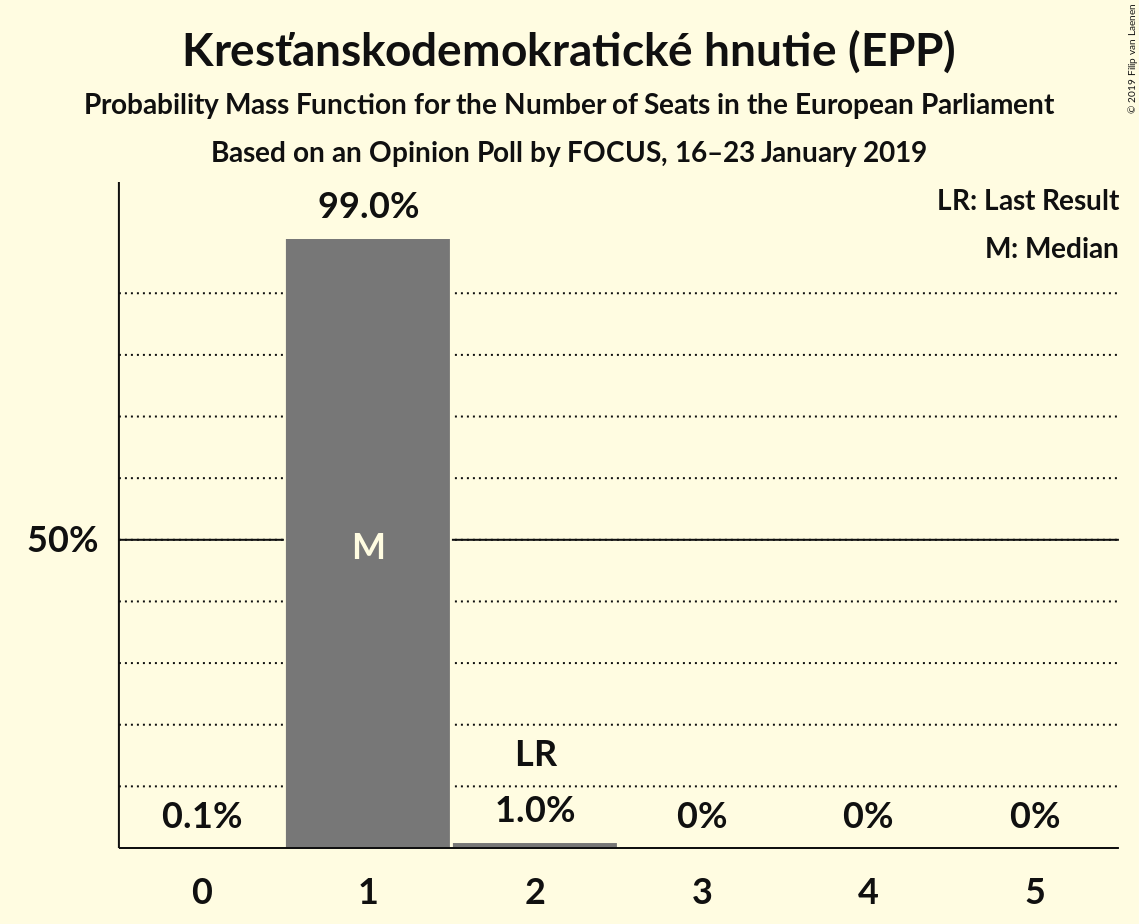 Kresťanskodemokratické hnutie (EPP)
Probability Mass Function for the Number of Seats in the European Parliament
Based on an Opinion Poll by FOCUS, 16–23 January 2019
© 2019 Filip van Laenen
LR: Last Result
M: Median
99.0%
50%
M
LR
0.1%
1.0%
0%
0%
0%
0
1
2
3
4
5